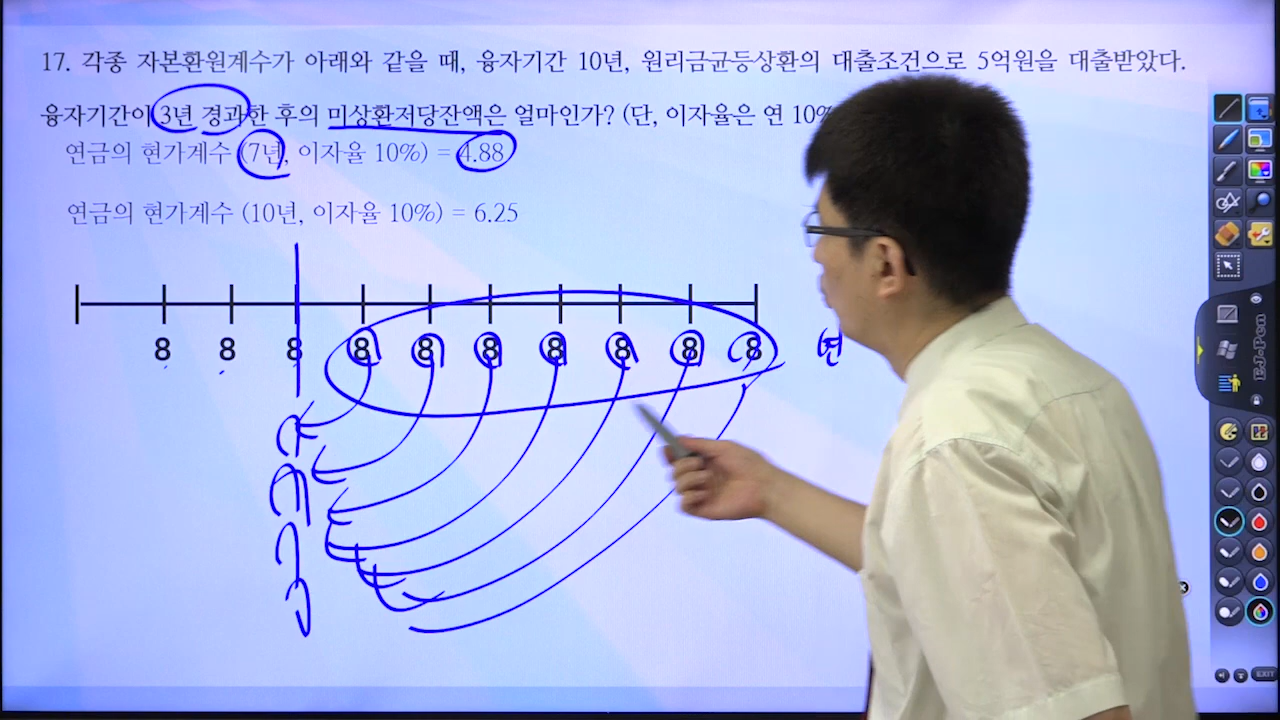 17. 각종 자본환원계수가 아래와 같을 때, 융자기간 10년, 원리금균등상환의 대출조건으로 5억원을 대출받았다.
융자기간이 3년 경과한 후의 미상환저당잔액은 얼마인가? (단, 이자율은 연 10%
연금의 현가계수 (7년, 이자율 10%) = 4.88
연금의 현가계수 (10년, 이자율 10%) = 6.25
8 8 8 8 8 8 8 8 8 8 연
EJ-Pen
EXIT